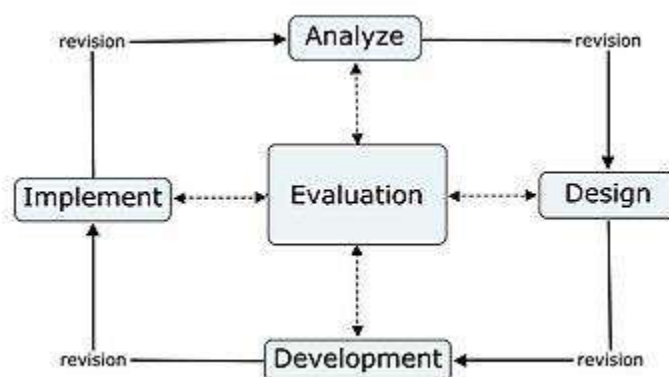 revision
Analyze
revision
Implement
Evaluation
Design
revision
Development
revision